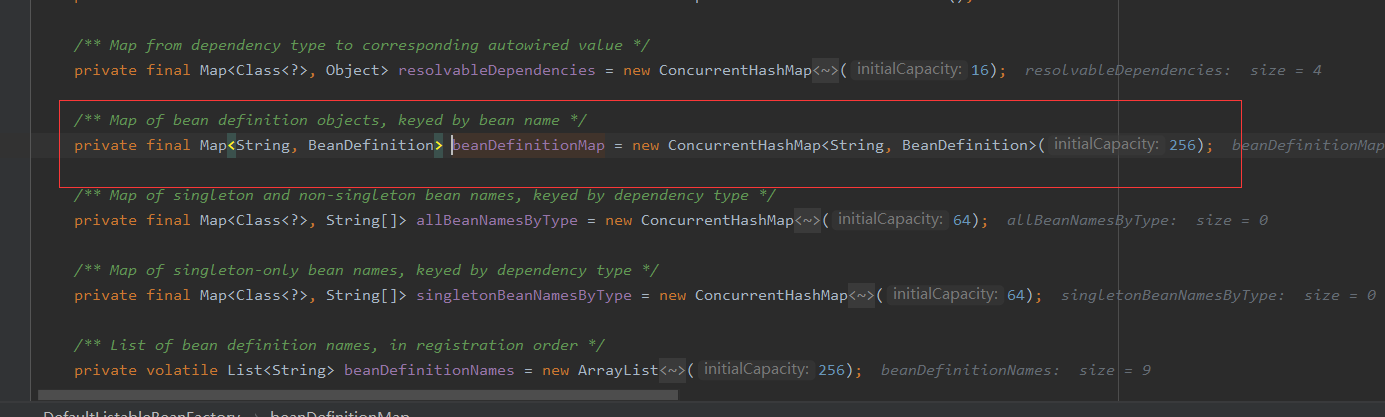 /** Map from dependency type to corresponding autowired value */
private final Map<Class<?>, Object> resolvableDependencies = new ConcurrentHashMap<~>( initialCapacity: 16); resolvableDependencies: size = 4
/** Map of bean definition objects, keyed by bean name */
private final Map<String, BeanDefinition> beanDefinitionMap = new ConcurrentHashMap<String, BeanDefinition>( initialCapacity: 256); beanDefinitionMap
/** Map of singleton and non-singleton bean names, keyed by dependency type */
private final Map<Class<?>, String[]> allBeanNamesByType = new ConcurrentHashMap<~>( initialCapacity: 64); allBeanNamesByType: size = 0
/** Map of singleton-only bean names, keyed by dependency type */
private final Map<Class<?>, String[]> singletonBeanNamesByType = new ConcurrentHashMap<~>( initialCapacity: 64); singletonBeanNamesByType: size = 0
/** List of bean definition names, in registration order */
private volatile List<String> beanDefinitionNames = new ArrayList<~>( initialCapacity: 256); beanDefinitionNames: size = 9
DefaultListableBeanFactory > beanDefinitionMap